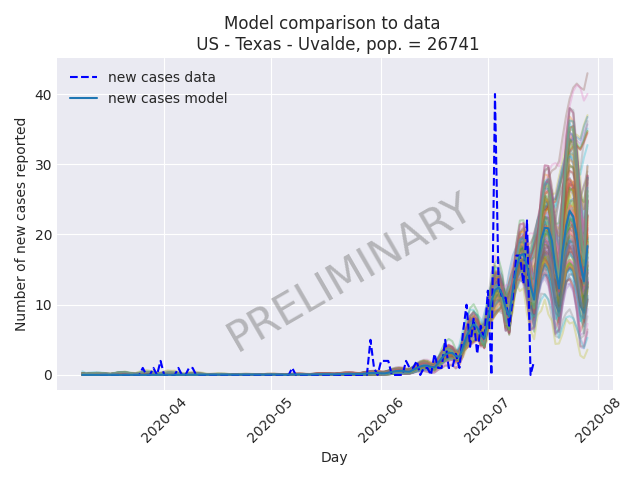 Model comparison to data
US - Texas - Uvalde, pop. = 26741
new cases data
new cases model
Number of new cases reported
40
30
20
10
0
PRELIMINARY
2020-04
2020-05
2020-06
2020-07
2020-08
Day